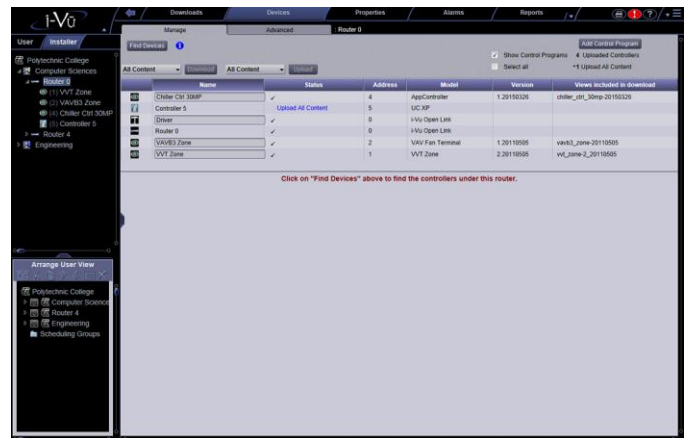 i-Vu
Downloads
Devices
Properties
Alarms
Reports
User
Installer
Manage
Advanced
: Router 0
Find Devices
Add Control Program
Show Control Programs
4 Uploaded Controllers
Select all
All Content
Download
All Content
Upload
Name
Status
Address
Model
Version
Views included in download
Chiller Ctrl 30MP
4
AppController
1.20150326
chiller_ctrl_30mp-20150326
Controller 5
Upload All Content
5
UC XP
Driver
0
i-Vu Open Link
Router 0
0
i-Vu Open Link
VAVB3 Zone
2
VAV Fan Terminal
1.20110505
vavb3_zone-20110505
VVT Zone
1
VVT Zone
2.20110505
vvt_zone-2_20110505
Click on "Find Devices" above to find the controllers under this router.
Polytechnic College
Computer Sciences
Router 0
(1) VVT Zone
(2) VAVB3 Zone
(4) Chiller Ctrl 30MP
(5) Controller 5
Router 4
Engineering
Arrange User View
Polytechnic College
Computer Science
Router 4
Engineering
Scheduling Groups